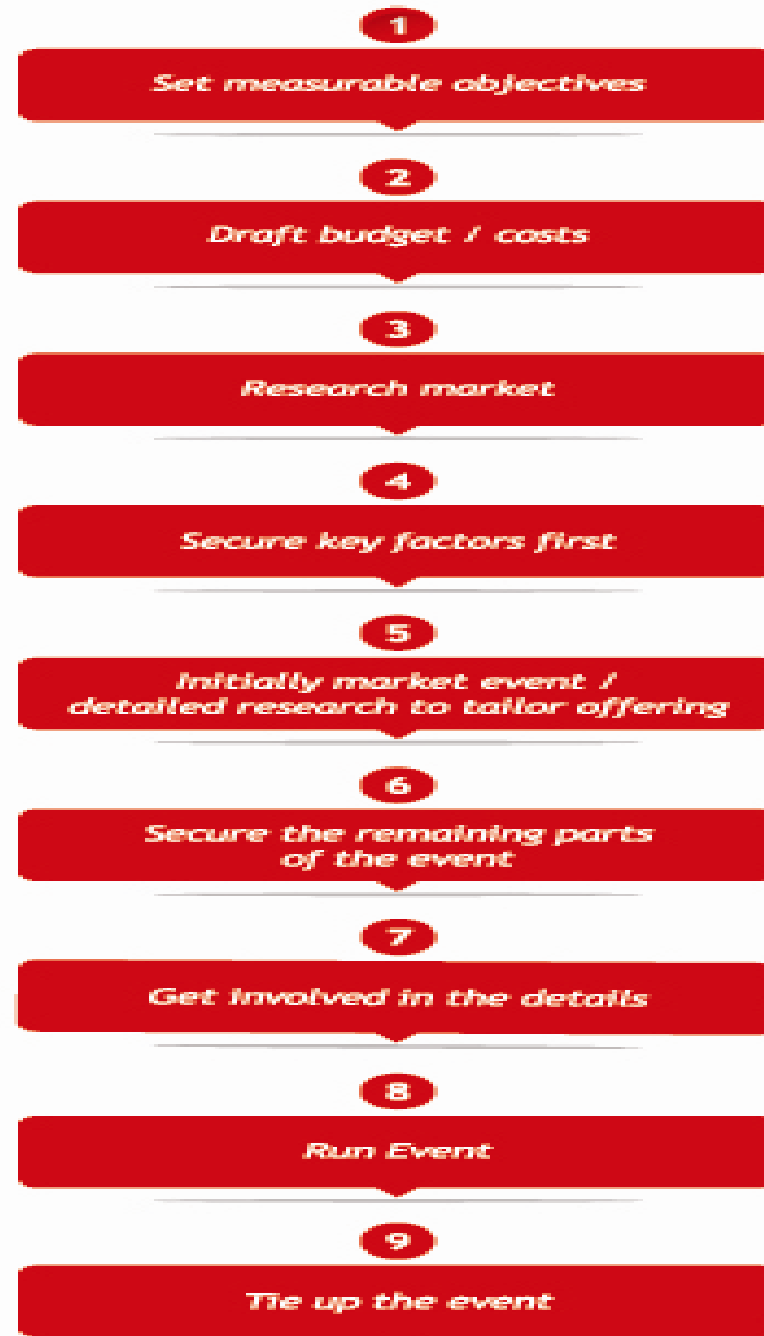 1
Set measurable objectives
2
Draft budget / costs
3
Research market
4
Secure key factors first
5
Initially market event /
detailed research to tailor offering
6
Secure the remaining parts
of the event
7
Get involved in the details
8
Run Event
9
Tie up the event